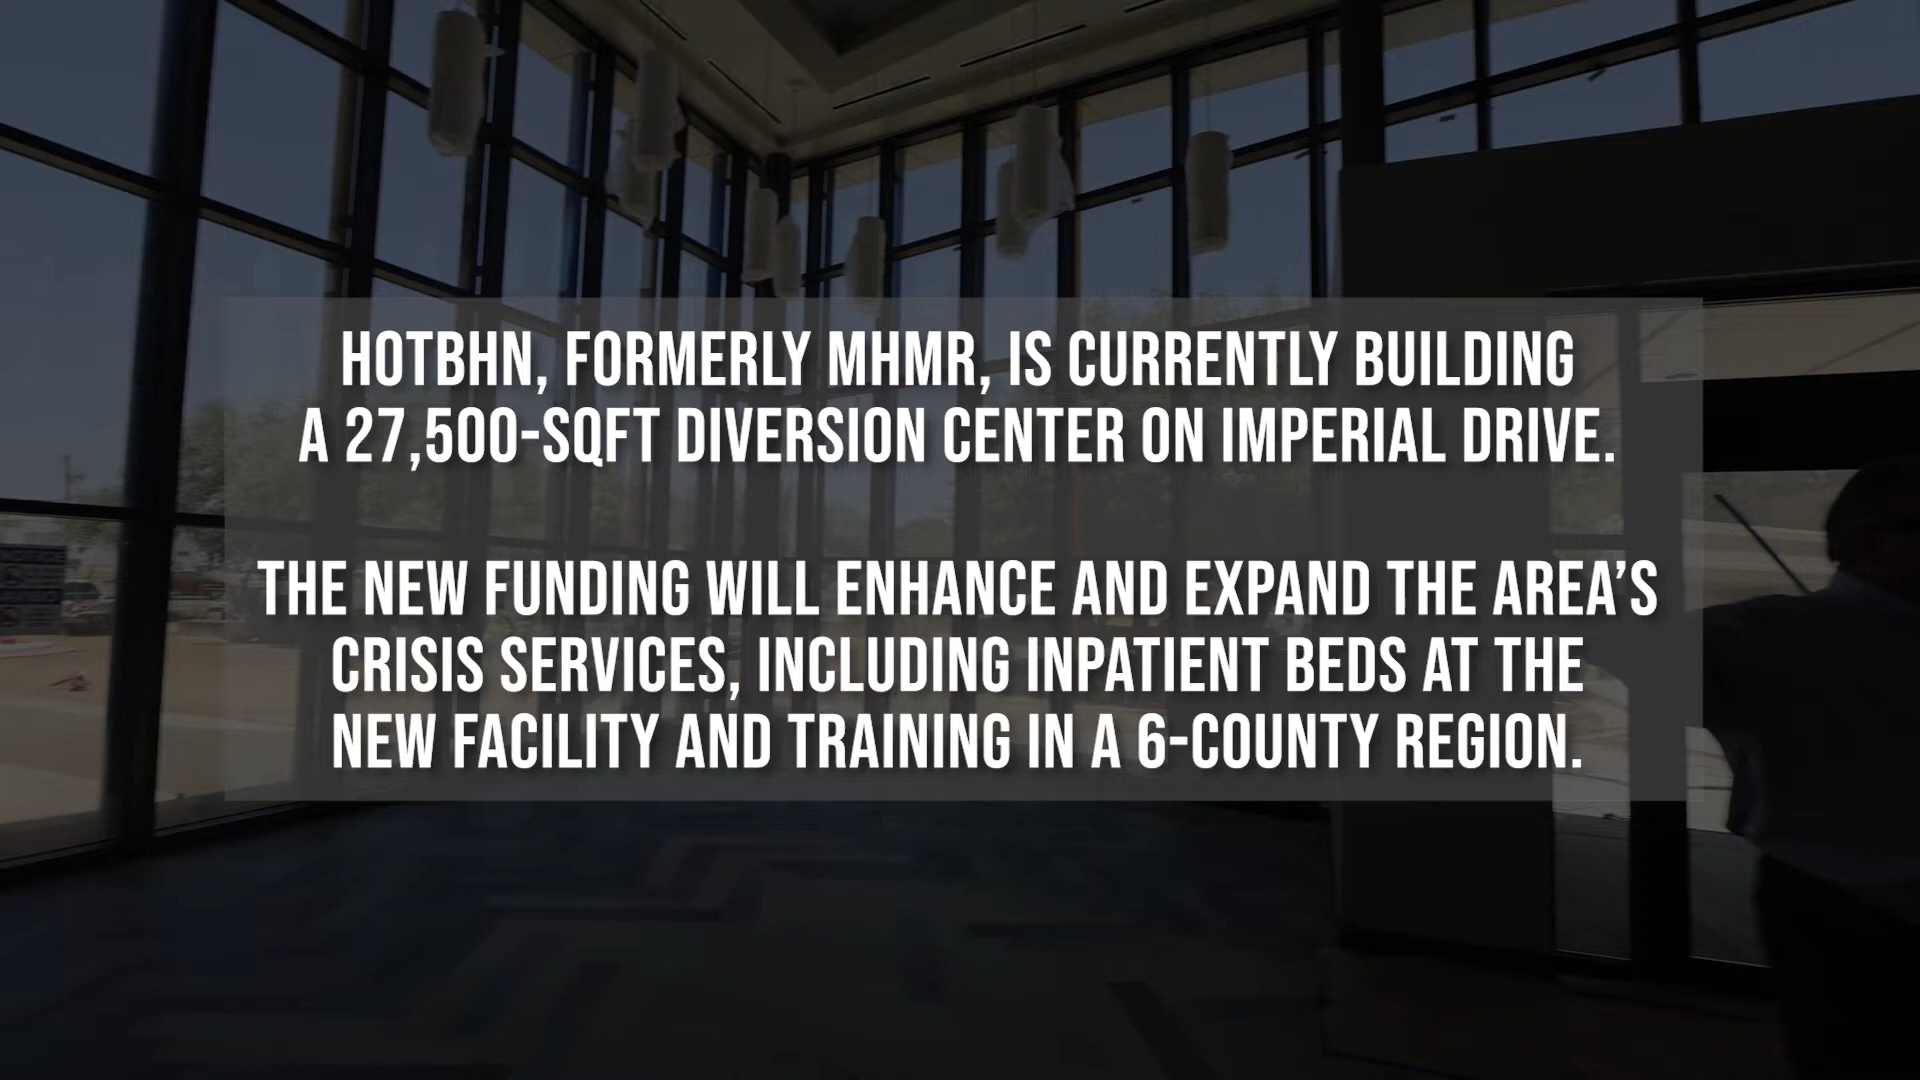 HOTBHN, FORMERLY MHMR, IS CURRENTLY BUILDING
A 27,500-SQFT DIVERSION CENTER ON IMPERIAL DRIVE.
THE NEW FUNDING WILL ENHANCE AND EXPAND THE AREA’S
CRISIS SERVICES, INCLUDING INPATIENT BEDS AT THE
NEW FACILITY AND TRAINING IN A 6-COUNTY REGION.